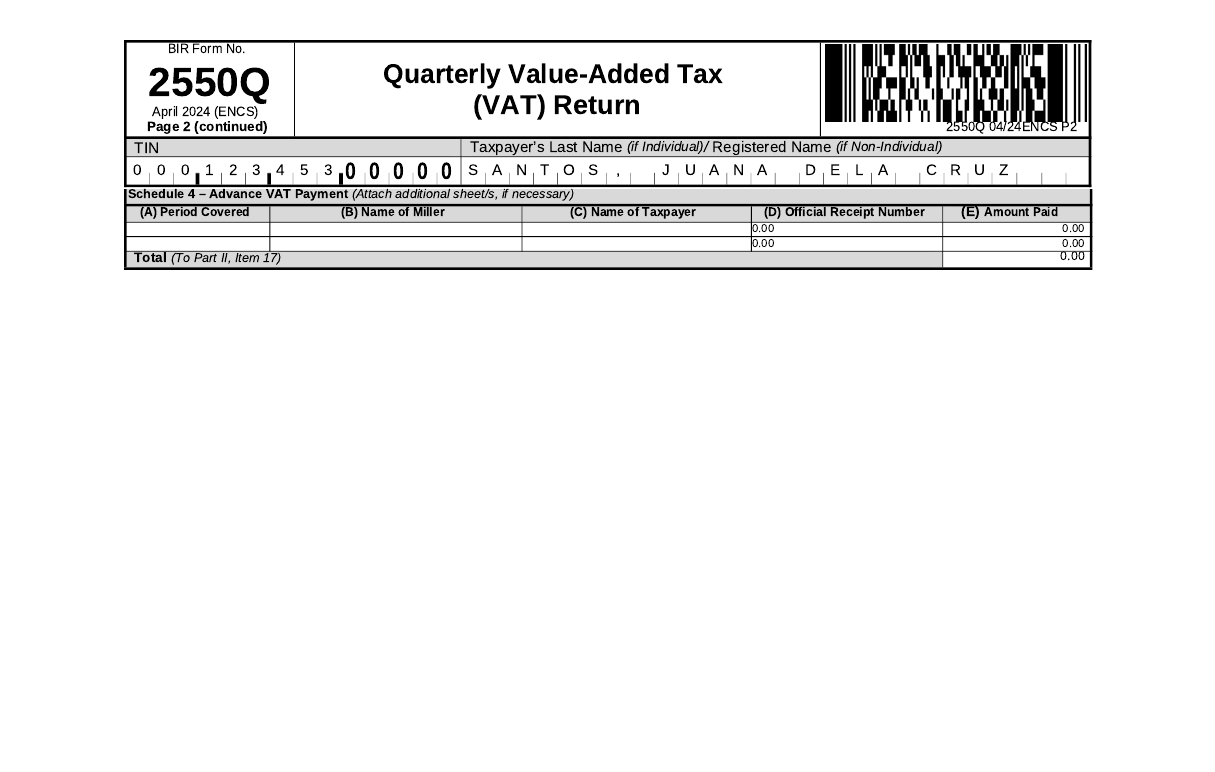 BIR Form No.
2550Q
April 2024 (ENCS)
Page 2 (continued)
Quarterly Value-Added Tax
(VAT) Return
2550Q 04/24ENCS P2
TIN Taxpayer's Last Name (if Individual)/ Registered Name (if Non-Individual)
0 0 0 1 2 3 4 5 3 0 0 0 0 0 S A N T O S , J U A N A D E L A C R U Z
Schedule 4 – Advance VAT Payment (Attach additional sheet/s, if necessary)
(A) Period Covered (B) Name of Miller (C) Name of Taxpayer (D) Official Receipt Number (E) Amount Paid
0.00 0.00
0.00 0.00
Total (To Part II, Item 17) 0.00